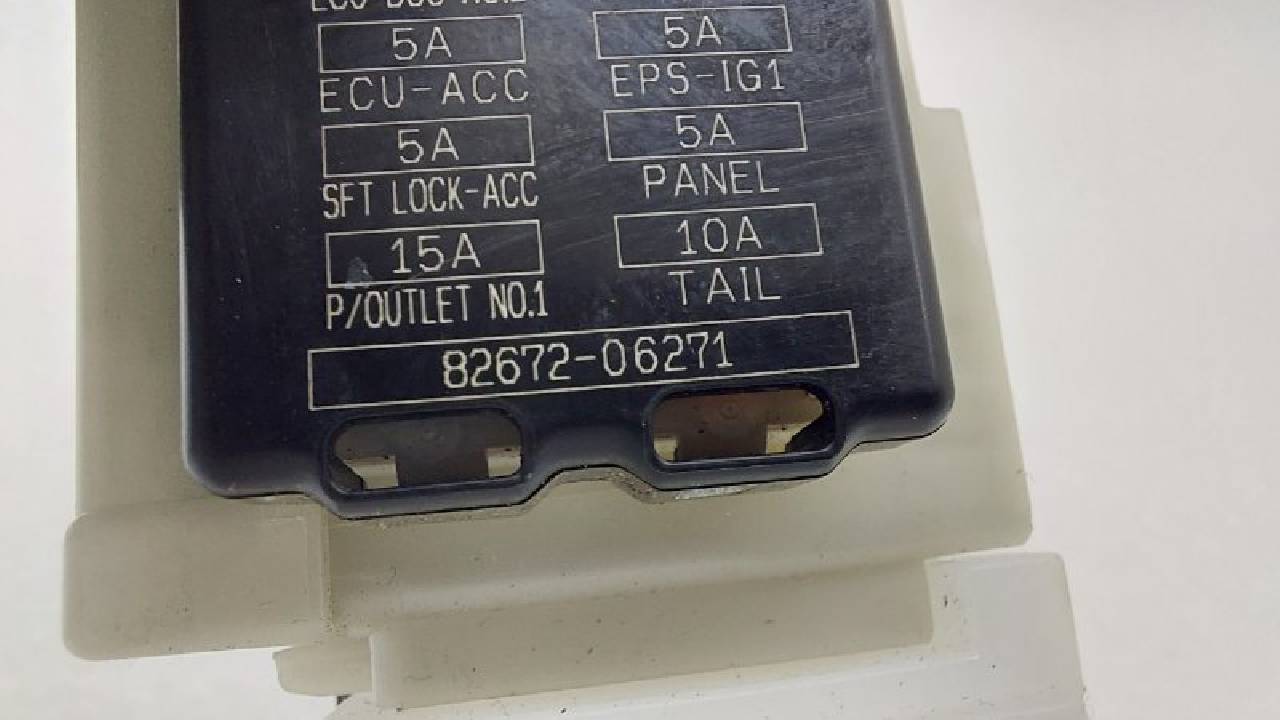 5A 5A
ECU-ACC EPS-IG1
5A 5A
SFT LOCK-ACC PANEL
15A 10A
P/OUTLET NO.1 TAIL
82672-06271